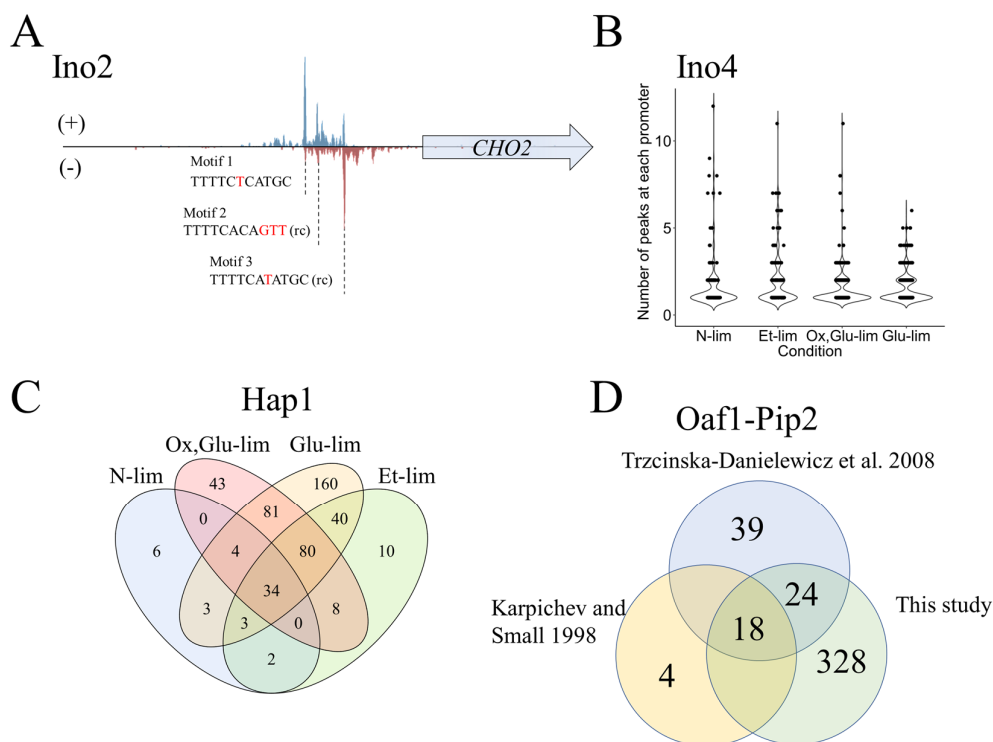 A
Ino2
(+)
(-)
CHO2
Motif 1
TTTTCTCATGC
Motif 2
TTTTCACAGTT (rc)
Motif 3
TTTTCATATGC (rc)
B
Ino4
Number of peaks at each promoter
10
5
0
N-lim Et-lim Ox,Glu-lim Glu-lim
Condition
C
Hap1
Ox,Glu-lim Glu-lim
N-lim Et-lim
43 160
0 81 40
6 4 80 10
34
3 8
3 0
2
D
Oaf1-Pip2
Trzcinska-Danielewicz et al. 2008
39
24
Karpichev and
Small 1998
This study
18
4
328